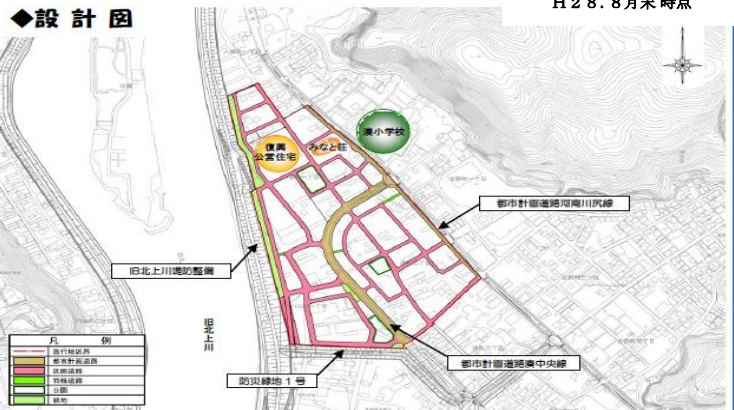 ◆設計図
H28.8月末時点
湊小学校
復興
公営住宅
みなと荘
都市計画道路河南川尻線
旧北上川堤防整備
旧北上川
都市計画道路湊中央線
防災緑地1号
凡 例
施行地区界
都市計画道路
区画道路
特殊道路
公園
緑地